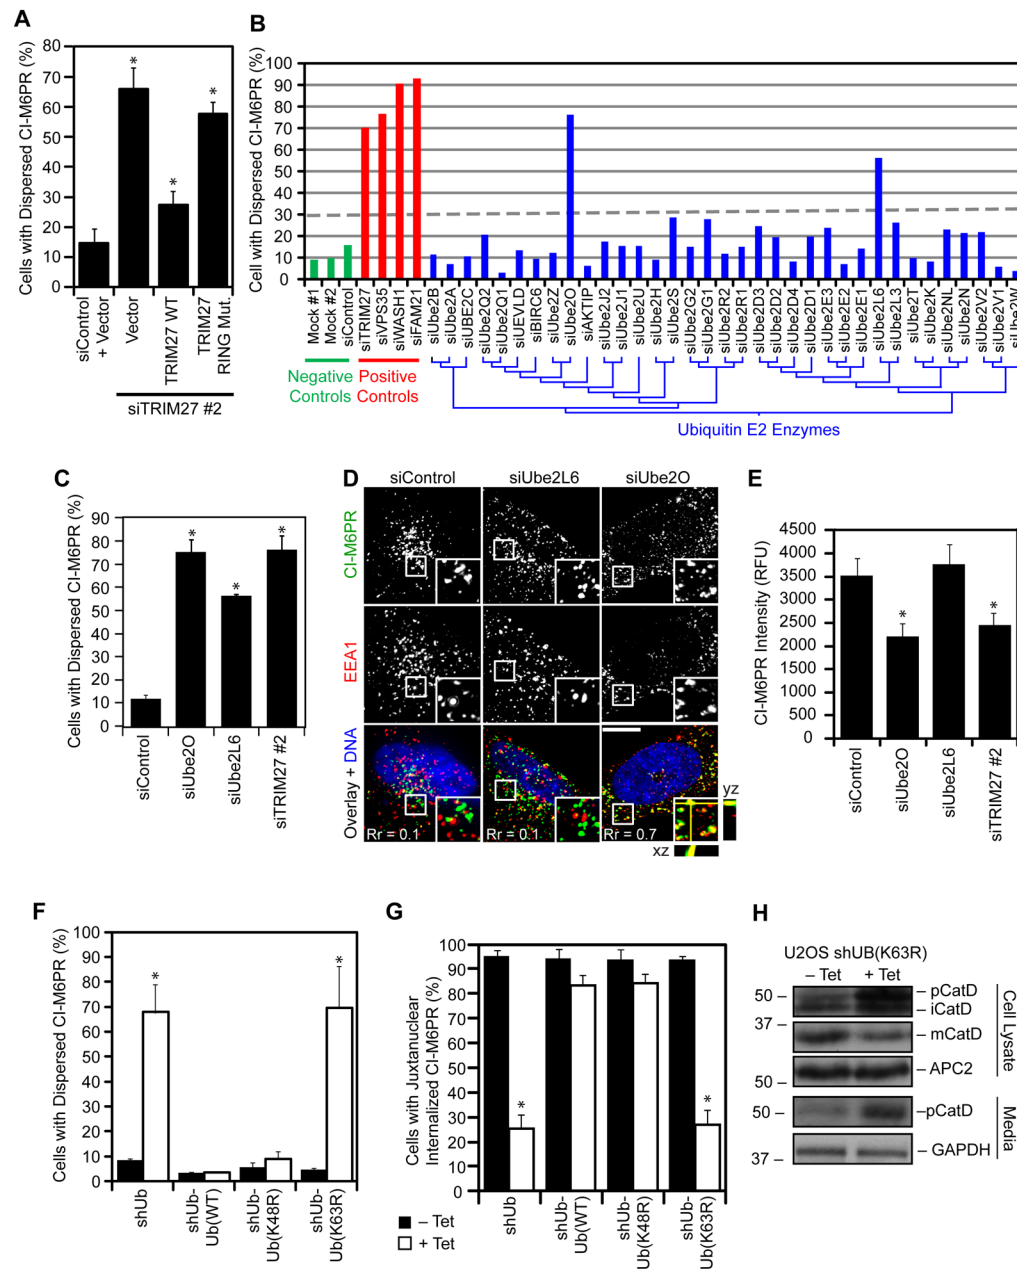 A
Cells with Dispersed CI-M6PR (%)
80
70
60
50
40
30
20
10
0
*
*
*
siControl
+ Vector
Vector
TRIM27 WT
TRIM27
RING Mut.
siTRIM27 #2
B
Cell with Dispersed CI-M6PR (%)
100
90
80
70
60
50
40
30
20
10
0
Mock #1
Mock #2
siControl
siTRIM27
siVPS35
siWASH1
siFAM21
siUbe2B
siUbe2A
siUBE2C
siUbe2Q2
siUbe2Q1
siUEVLD
siBIRC6
siUbe2Z
siUbe2O
siAKTIP
siUbe2J2
siUbe2J1
siUbe2U
siUbe2H
siUbe2S
siUbe2G2
siUbe2G1
siUbe2R2
siUbe2R1
siUbe2D3
siUbe2D2
siUbe2D4
siUbe2D1
siUbe2E3
siUbe2E2
siUbe2E1
siUbe2L6
siUbe2L3
siUbe2T
siUbe2K
siUbe2NL
siUbe2N
siUbe2V2
siUbe2V1
siUbe2W
Negative
Controls
Positive
Controls
Ubiquitin E2 Enzymes
C
Cells with Dispersed CI-M6PR (%)
90
80
70
60
50
40
30
20
10
0
*
*
*
siControl
siUbe2O
siUbe2L6
siTRIM27 #2
D
siControl
siUbe2L6
siUbe2O
CI-M6PR
EEA1
Overlay + DNA
Rr = 0.1
Rr = 0.1
Rr = 0.7
yz
xz
E
CI-M6PR Intensity (RFU)
4500
4000
3500
3000
2500
2000
1500
1000
500
0
*
*
siControl
siUbe2O
siUbe2L6
siTRIM27 #2
F
Cells with Dispersed CI-M6PR (%)
100
90
80
70
60
50
40
30
20
10
0
*
*
shUb
shUb-
Ub(WT)
shUb-
Ub(K48R)
shUb-
Ub(K63R)
G
Cells with Juxtanuclear
Internalized CI-M6PR (%)
100
90
80
70
60
50
40
30
20
10
0
*
*
shUb
shUb-
Ub(WT)
shUb-
Ub(K48R)
shUb-
Ub(K63R)
– Tet
+ Tet
H
U2OS shUB(K63R)
– Tet + Tet
50 –
37 –
50 –
50 –
37 –
– pCatD
– iCatD
– mCatD
– APC2
–pCatD
– GAPDH
Cell Lysate
Media